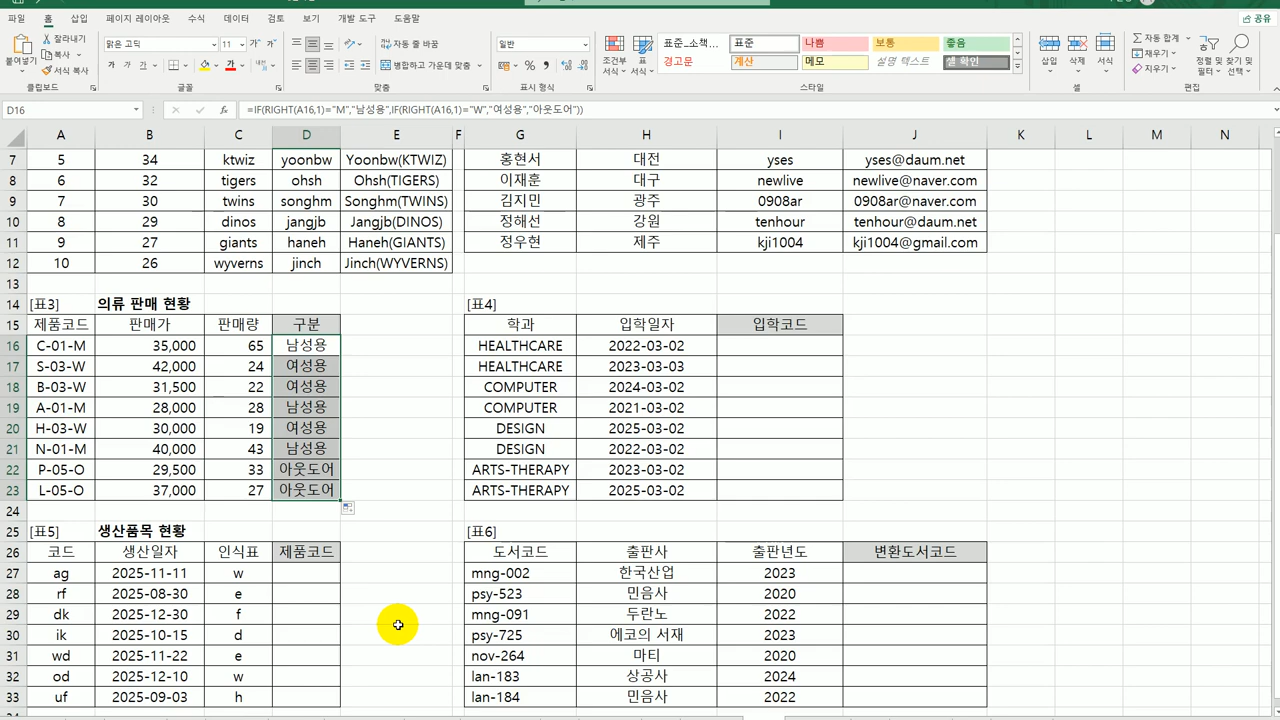 파일 홈 삽입 페이지 레이아웃 수식 데이터 검토 보기 개발 도구 도움말 공유
잘라내기 맑은 고딕 11 가 가 자동 줄 바꿈 일반 표준_소책... 표준 나쁨 보통 좋음 자동 합계
붙여넣기 복사 채우기
서식 복사 가 가 가 가 병합하고 가운데 맞춤 % 조건부 서식 표 서식 경고문 계산 메모 설명 텍스트 셀 확인 삽입 삭제 서식 지우기 정렬 및 필터 찾기 및 선택
클립보드 글꼴 맞춤 표시 형식 스타일 셀 편집
D16 fx =IF(RIGHT(A16,1)="M","남성용",IF(RIGHT(A16,1)="W","여성용","아웃도어"))
A B C D E F G H I J K L M N
7 5 34 ktwiz yoonbw Yoonbw(KTWIZ) 홍현서 대전 yses yses@daum.net
8 6 32 tigers ohsh Ohsh(TIGERS) 이재훈 대구 newlive newlive@naver.com
9 7 30 twins songhm Songhm(TWINS) 김지민 광주 0908ar 0908ar@naver.com
10 8 29 dinos jangjb Jangjb(DINOS) 정해선 강원 tenhour tenhour@daum.net
11 9 27 giants haneh Haneh(GIANTS) 정우현 제주 kji1004 kji1004@gmail.com
12 10 26 wyverns jinch Jinch(WYVERNS)
13
14 [표3] 의류 판매 현황 [표4]
15 제품코드 판매가 판매량 구분 학과 입학일자 입학코드
16 C-01-M 35,000 65 남성용 HEALTHCARE 2022-03-02
17 S-03-W 42,000 24 여성용 HEALTHCARE 2023-03-03
18 B-03-W 31,500 22 여성용 COMPUTER 2024-03-02
19 A-01-M 28,000 28 남성용 COMPUTER 2021-03-02
20 H-03-W 30,000 19 여성용 DESIGN 2025-03-02
21 N-01-M 40,000 43 남성용 DESIGN 2022-03-02
22 P-05-O 29,500 33 아웃도어 ARTS-THERAPY 2023-03-02
23 L-05-O 37,000 27 아웃도어 ARTS-THERAPY 2025-03-02
24
25 [표5] 생산품목 현황 [표6]
26 코드 생산일자 인식표 제품코드 도서코드 출판사 출판년도 변환도서코드
27 ag 2025-11-11 w mng-002 한국산업 2023
28 rf 2025-08-30 e psy-523 민음사 2020
29 dk 2025-12-30 f mng-091 두란노 2022
30 ik 2025-10-15 d psy-725 에코의 서재 2023
31 wd 2025-11-22 e nov-264 마티 2020
32 od 2025-12-10 w lan-183 상공사 2024
33 uf 2025-09-03 h lan-184 민음사 2022